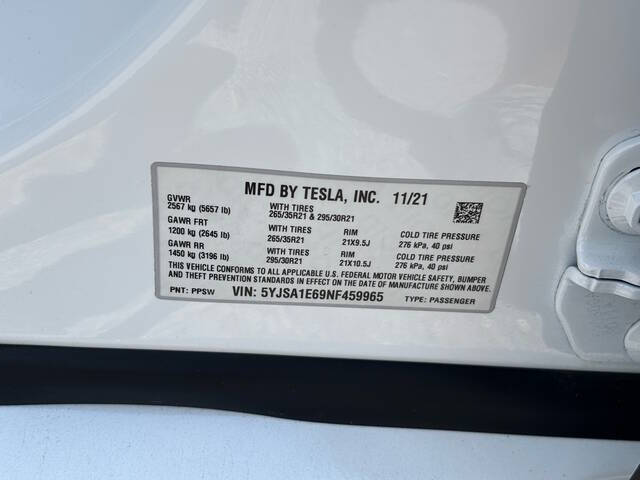 MFD BY TESLA, INC. 11/21
GVWR
2567 kg (5657 lb)
WITH TIRES
265/35R21 & 295/30R21
GAWR FRT
1200 kg (2645 lb)
WITH TIRES
265/35R21
RIM
21X9.5J
COLD TIRE PRESSURE
276 kPa, 40 psi
GAWR RR
1450 kg (3196 lb)
WITH TIRES
295/30R21
RIM
21X10.5J
COLD TIRE PRESSURE
276 kPa, 40 psi
THIS VEHICLE CONFORMS TO ALL APPLICABLE U.S. FEDERAL MOTOR VEHICLE SAFETY, BUMPER
AND THEFT PREVENTION STANDARDS IN EFFECT ON THE DATE OF MANUFACTURE SHOWN ABOVE.
PNT: PPSW
VIN: 5YJSA1E69NF459965
TYPE: PASSENGER